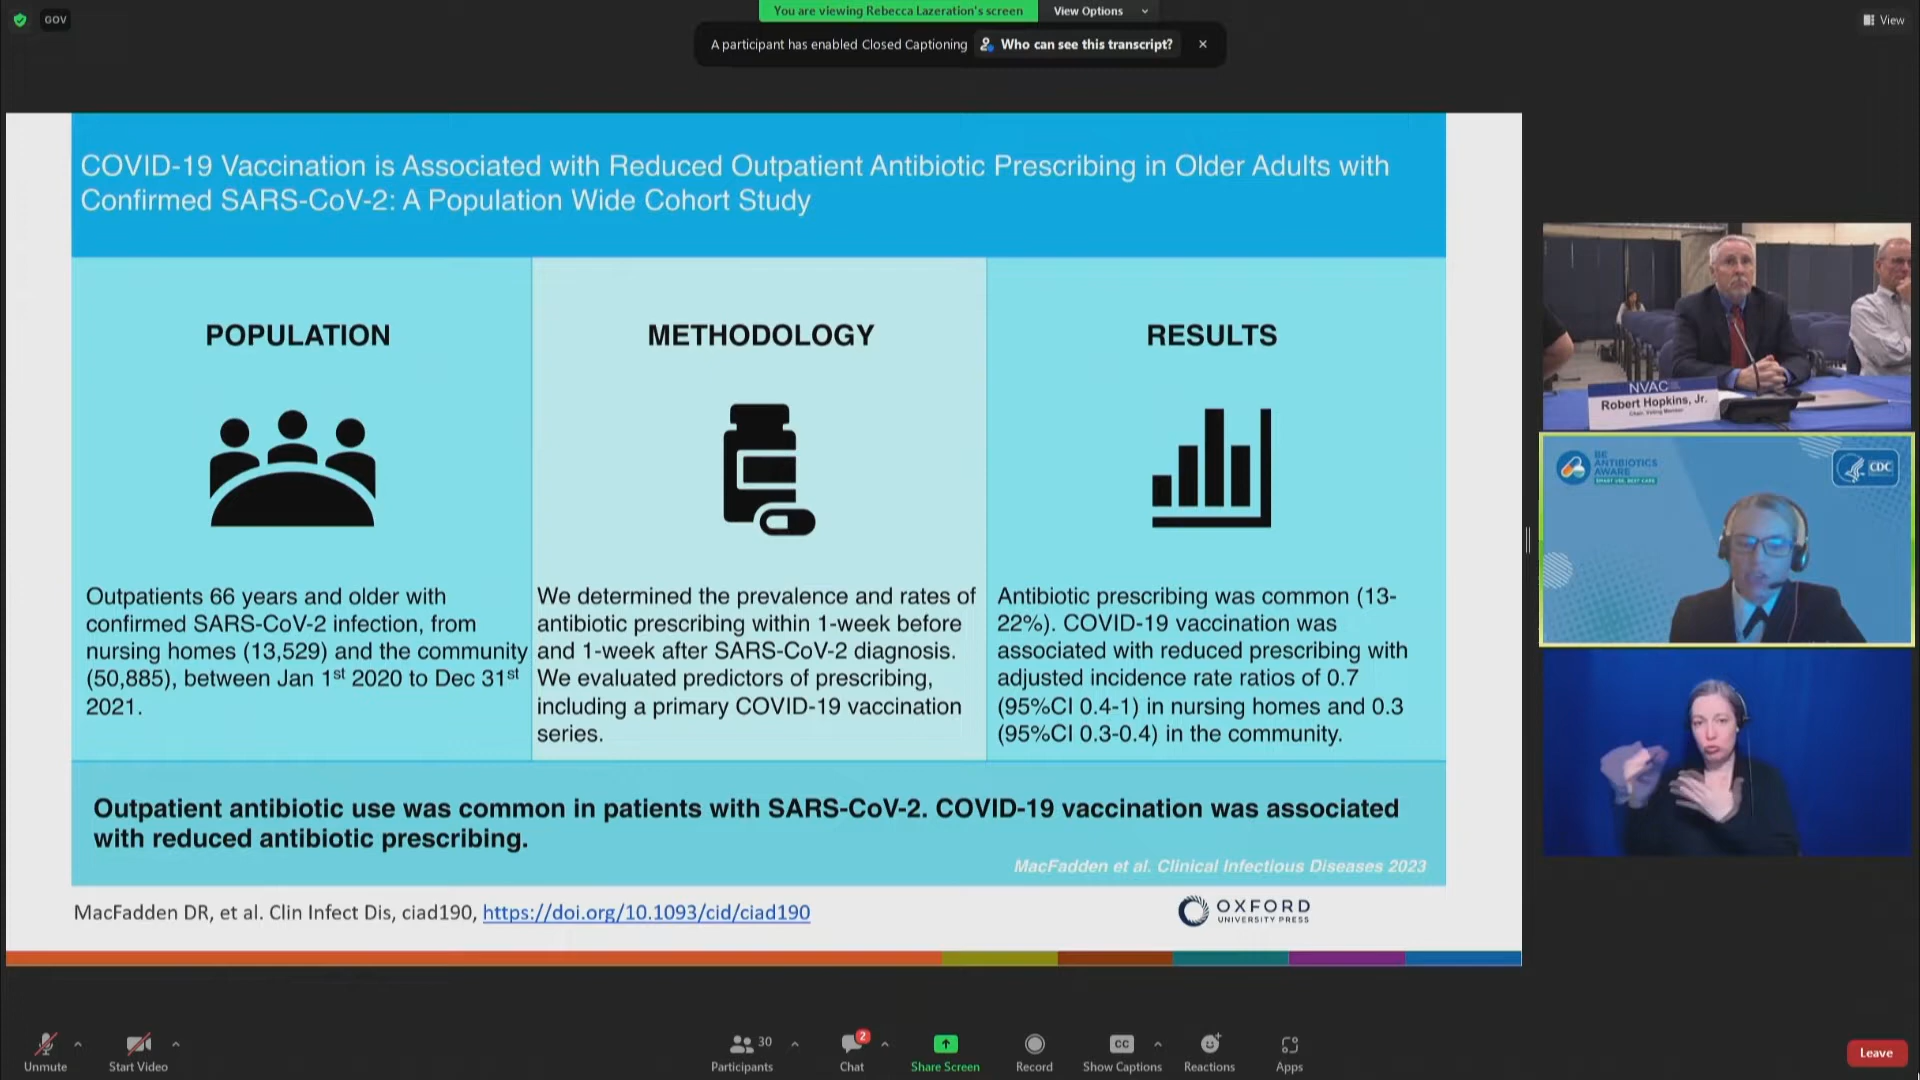 GOV
You are viewing Rebecca Lazeration's screen
View Options
View
A participant has enabled Closed Captioning
Who can see this transcript?
COVID-19 Vaccination is Associated with Reduced Outpatient Antibiotic Prescribing in Older Adults with
Confirmed SARS-CoV-2: A Population Wide Cohort Study
POPULATION
Outpatients 66 years and older with
confirmed SARS-CoV-2 infection, from
nursing homes (13,529) and the community
(50,885), between Jan 1st 2020 to Dec 31st
2021.
METHODOLOGY
We determined the prevalence and rates of
antibiotic prescribing within 1-week before
and 1-week after SARS-CoV-2 diagnosis.
We evaluated predictors of prescribing,
including a primary COVID-19 vaccination
series.
RESULTS
Antibiotic prescribing was common (13-
22%). COVID-19 vaccination was
associated with reduced prescribing with
adjusted incidence rate ratios of 0.7
(95%CI 0.4-1) in nursing homes and 0.3
(95%CI 0.3-0.4) in the community.
Outpatient antibiotic use was common in patients with SARS-CoV-2. COVID-19 vaccination was associated
with reduced antibiotic prescribing.
MacFadden et al. Clinical Infectious Diseases 2023
MacFadden DR, et al. Clin Infect Dis, ciad190, https://doi.org/10.1093/cid/ciad190
OXFORD
UNIVERSITY PRESS
NVAC
Robert Hopkins, Jr.
Chair, Voting Member
BE
ANTIBIOTICS
AWARE
SMART USE, BEST CARE
CDC
Unmute
Start Video
30
Participants
2
Chat
Share Screen
Record
CC
Show Captions
Reactions
Apps
Leave